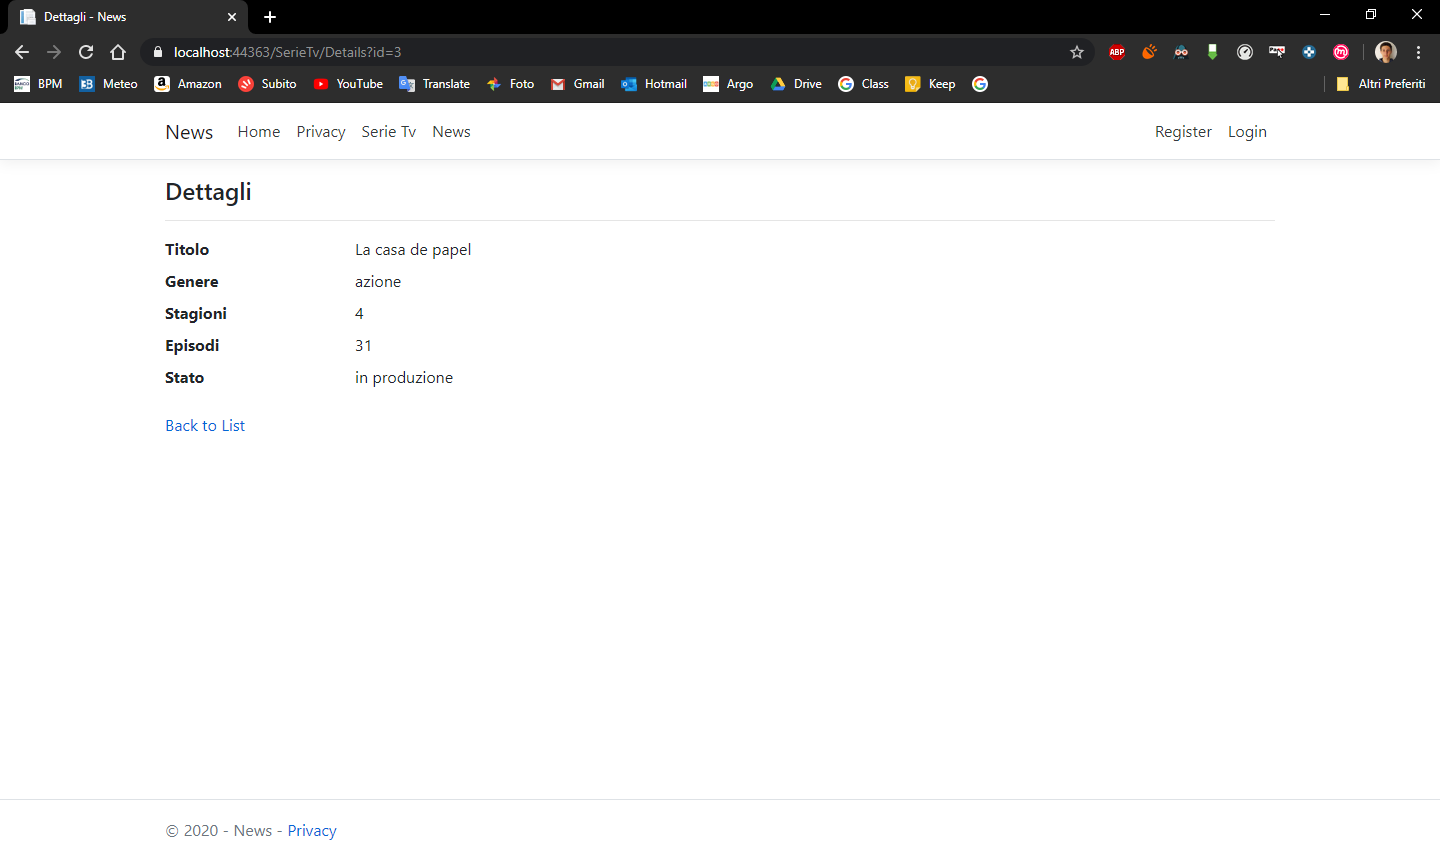 Dettagli - News
localhost:44363/SerieTv/Details?id=3
ABP
BPM Meteo Amazon Subito YouTube Translate Foto Gmail Hotmail Argo Drive Class Keep Altri Preferiti
News Home Privacy Serie Tv News Register Login
Dettagli
Titolo La casa de papel
Genere azione
Stagioni 4
Episodi 31
Stato in produzione
Back to List
© 2020 - News - Privacy